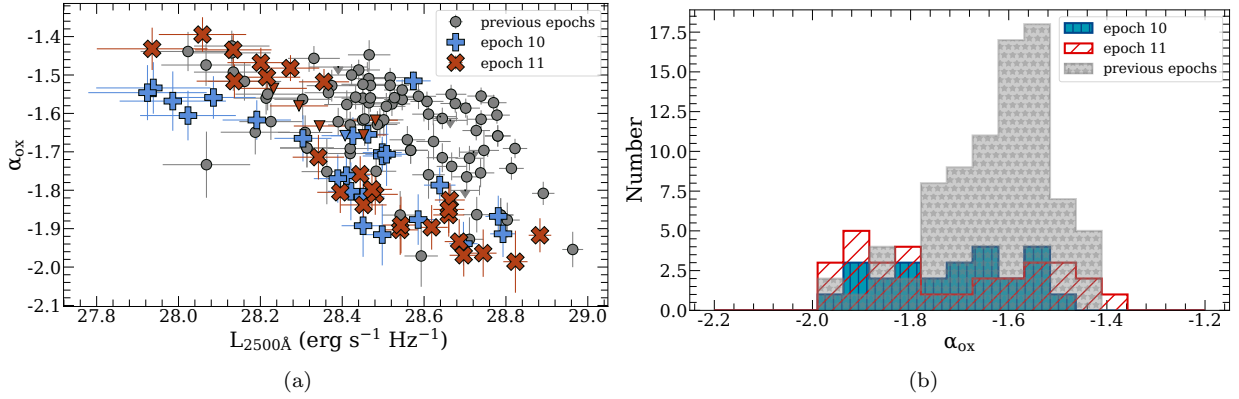 previous epochs
epoch 10
epoch 11
-1.4
-1.5
-1.6
-1.7
-1.8
-1.9
-2.0
-2.1
α_ox
27.8 28.0 28.2 28.4 28.6 28.8 29.0
L_2500Å (erg s⁻¹ Hz⁻¹)
(a)
epoch 10
epoch 11
previous epochs
17.5
15.0
12.5
10.0
7.5
5.0
2.5
0.0
Number
-2.2 -2.0 -1.8 -1.6 -1.4 -1.2
α_ox
(b)